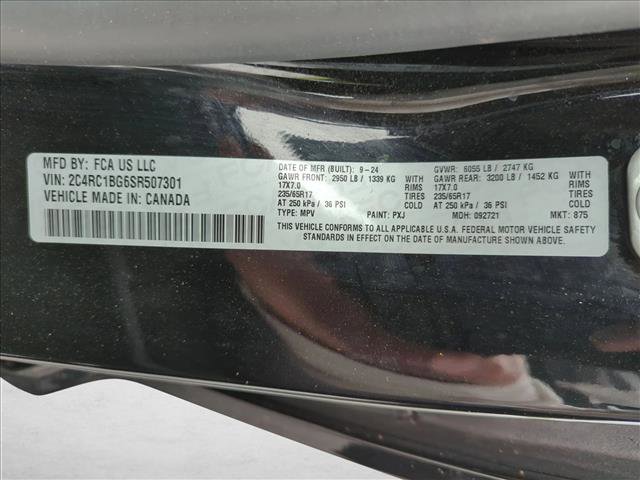 MFD BY: FCA US LLC
VIN: 2C4RC1BG6SR507301
VEHICLE MADE IN: CANADA
DATE OF MFR (BUILT): 9-24 GVWR: 6055 LB / 2747 KG
GAWR FRONT: 2950 LB / 1339 KG GAWR REAR: 3200 LB / 1452 KG
17X7.0 RIMS 17X7.0 RIMS
235/65R17 TIRES 235/65R17 TIRES
AT 250 kPa / 36 PSI COLD AT 250 kPa / 36 PSI COLD
TYPE: MPV PAINT: PXJ MDH: 092721 MKT: 875
THIS VEHICLE CONFORMS TO ALL APPLICABLE U.S.A. FEDERAL MOTOR VEHICLE SAFETY
STANDARDS IN EFFECT ON THE DATE OF MANUFACTURE SHOWN ABOVE.